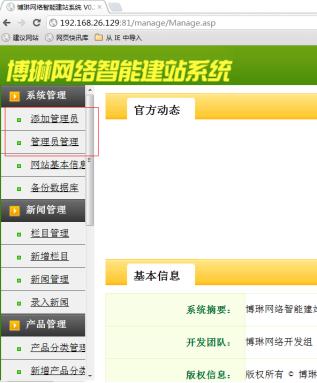 博琳网络智能建站系统 V0.
192.168.26.129:81/manage/Manage.asp
建议网站 网页快讯库 从 IE 中导入
博琳网络智能建站系统
系统管理
添加管理员
管理员管理
网站基本信息
备份数据库
新闻管理
栏目管理
新增栏目
新闻管理
录入新闻
产品管理
产品分类管理
新增产品分类
官方动态
基本信息
系统摘要: 博琳网络智能建站
开发团队: 博琳网络开发组
版权信息: 版权所有 © 博琳